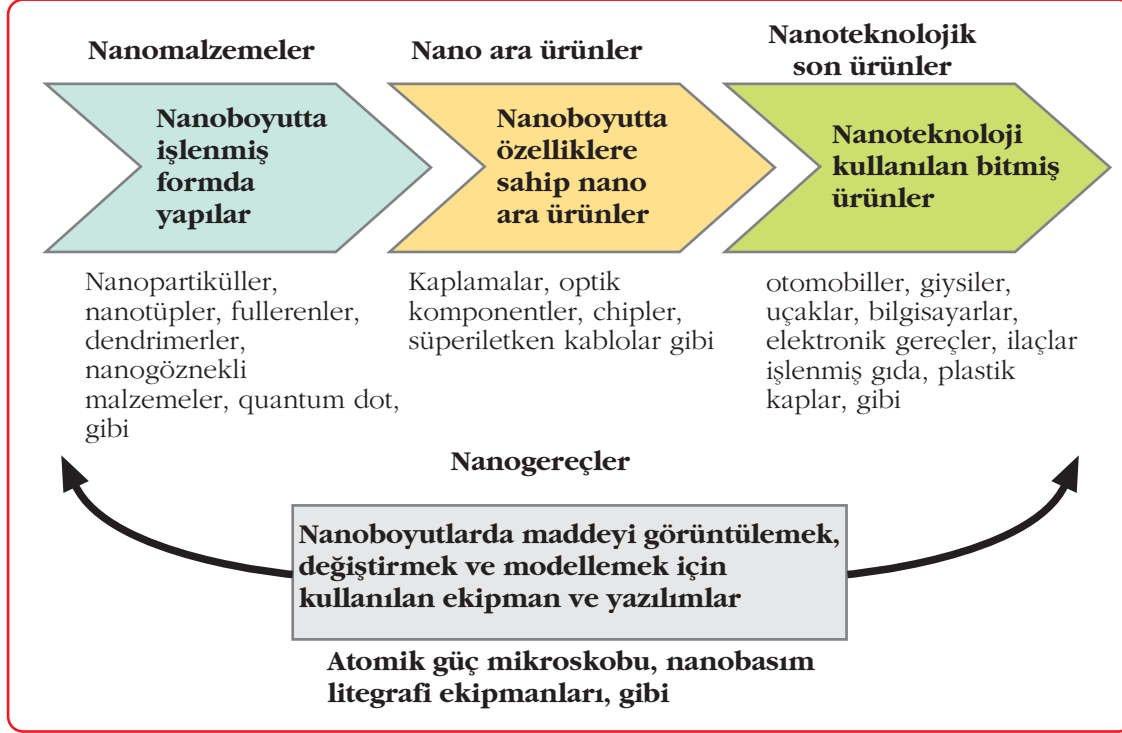 Nanomalzemeler
Nanoboyutta
işlenmiş
formda
yapılar
Nanopartiküller,
nanotüpler, fullerenler,
dendrimerler,
nanogöznekli
malzemeler, quantum dot,
gibi
Nano ara ürünler
Nanoboyutta
özelliklere
sahip nano
ara ürünler
Kaplamalar, optik
komponentler, chipler,
süperiletken kablolar gibi
Nanoteknolojik
son ürünler
Nanoteknoloji
kullanılan bitmiş
ürünler
otomobiller, giysiler,
uçaklar, bilgisayarlar,
elektronik gereçler, ilaçlar
işlenmiş gıda, plastik
kaplar, gibi
Nanogereçler
Nanoboyutlarda maddeyi görüntülemek,
değiştirmek ve modellemek için
kullanılan ekipman ve yazılımlar
Atomik güç mikroskobu, nanobasım
litegrafi ekipmanları, gibi